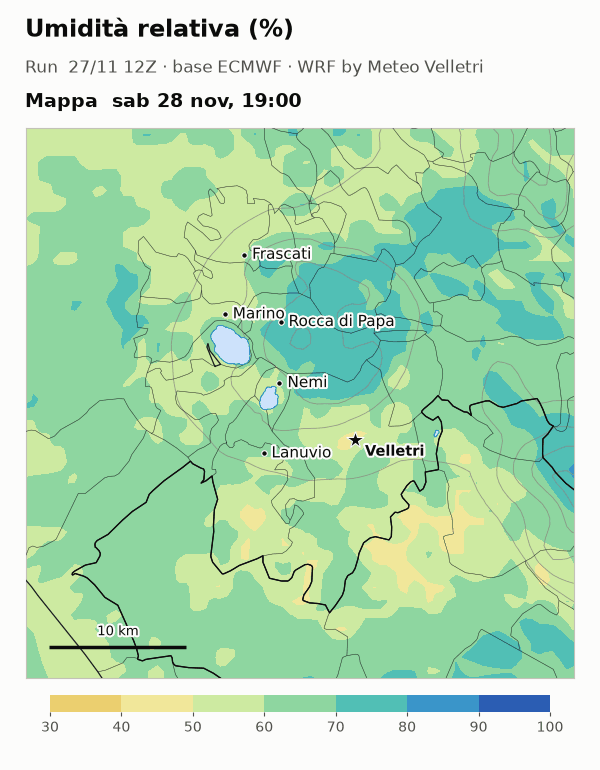 Umidità relativa (%)
Run  27/11 12Z · base ECMWF · WRF by Meteo Velletri
Mappa  sab 28 nov, 19:00
Frascati
Marino
Rocca di Papa
Nemi
Velletri
Lanuvio
10 km
30 40 50 60 70 80 90 100